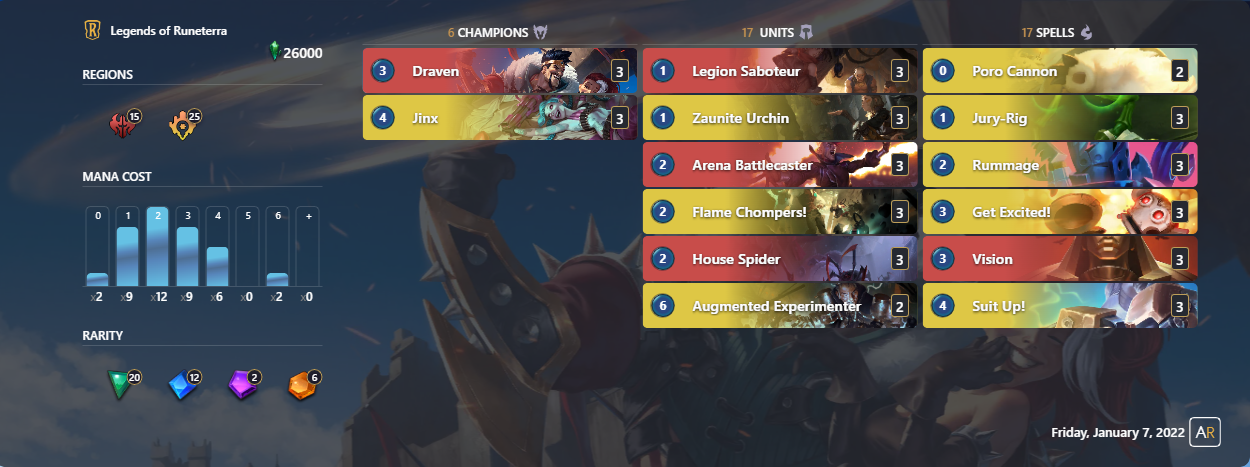 Legends of Runeterra
26000
REGIONS
15
25
MANA COST
0 1 2 3 4 5 6 +
x2 x9 x12 x9 x6 x0 x2 x0
RARITY
20 12 2 6
6 CHAMPIONS
3 Draven 3
4 Jinx 3
17 UNITS
1 Legion Saboteur 3
1 Zaunite Urchin 3
2 Arena Battlecaster 3
2 Flame Chompers! 3
2 House Spider 3
6 Augmented Experimenter 2
17 SPELLS
0 Poro Cannon 2
1 Jury-Rig 3
2 Rummage 3
3 Get Excited! 3
3 Vision 3
4 Suit Up! 3
Friday, January 7, 2022 AR